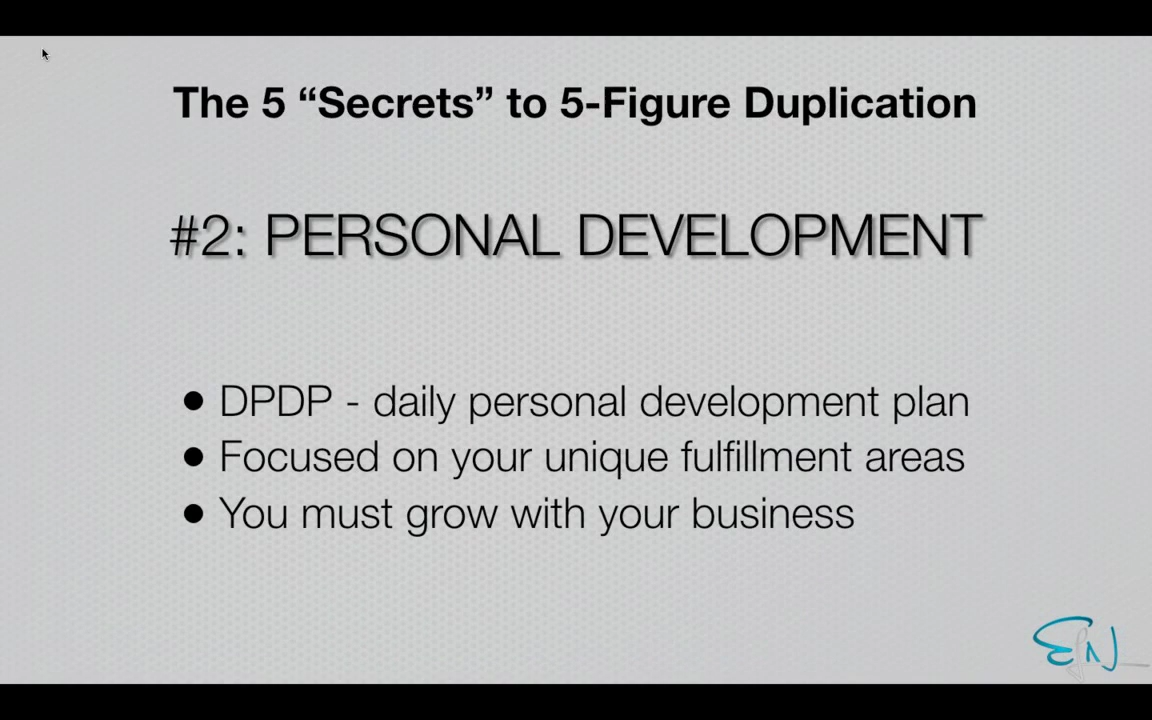 The 5 “Secrets” to 5-Figure Duplication
#2: PERSONAL DEVELOPMENT
• DPDP - daily personal development plan
• Focused on your unique fulfillment areas
• You must grow with your business